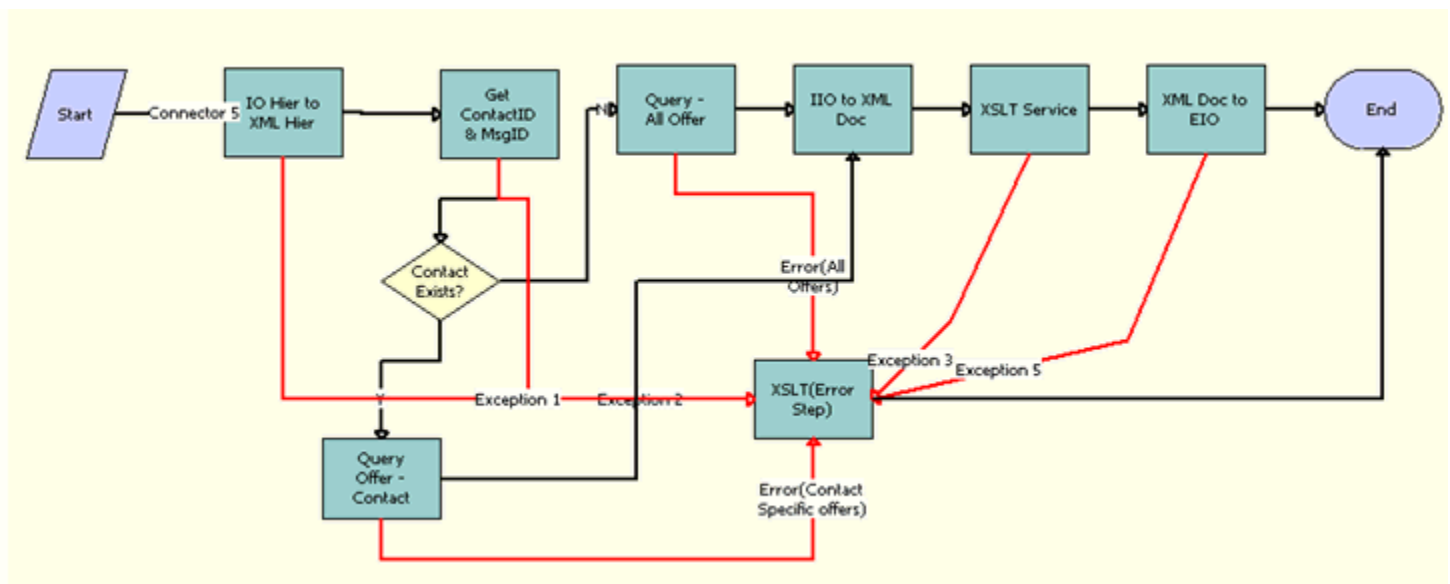 Start
Connector 5
IO Hier to
XML Hier
Get
ContactID
& MsgID
N
Query -
All Offer
IIO to XML
Doc
XSLT Service
XML Doc to
EIO
End
Contact
Exists?
Error(All
Offers)
Exception 3
Exception 5
Y
Exception 1
Exception 2
XSLT(Error
Step)
Query
Offer -
Contact
Error(Contact
Specific offers)